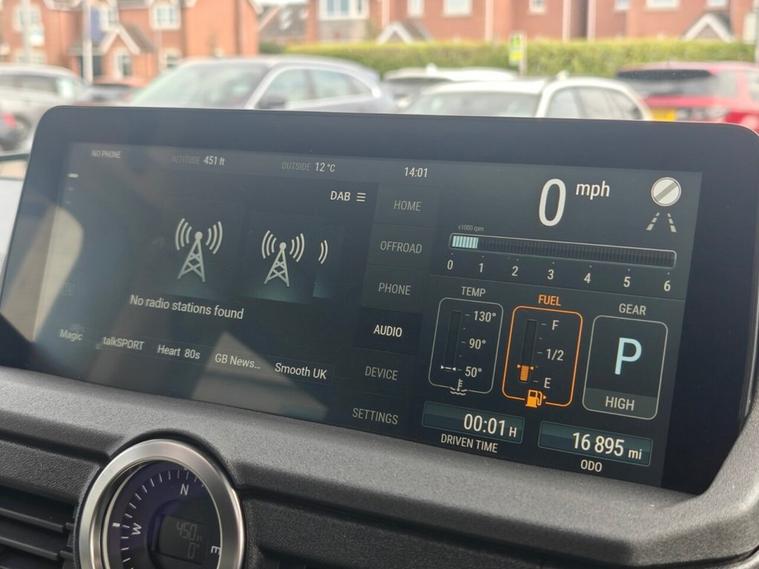 NO PHONE
ALTITUDE 451 ft
OUTSIDE 12 °C
14:01
DAB
No radio stations found
Magic
talkSPORT
Heart 80s
GB News...
Smooth UK
HOME
OFFROAD
PHONE
AUDIO
DEVICE
SETTINGS
0 mph
x1000 rpm
0 1 2 3 4 5 6
TEMP
130°
90°
50°
FUEL
F
1/2
E
GEAR
P
HIGH
00:01 H
DRIVEN TIME
16 895 mi
ODO
N
W
E
450
0°